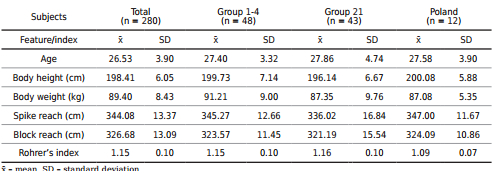 Subjects Total (n = 280) Group 1-4 (n = 48) Group 21 (n = 43) Poland (n = 12)
Feature/index x̄ SD x̄ SD x̄ SD x̄ SD
Age 26.53 3.90 27.40 3.32 27.86 4.74 27.58 3.90
Body height (cm) 198.41 6.05 199.73 7.14 196.14 6.67 200.08 5.88
Body weight (kg) 89.40 8.43 91.21 9.00 87.35 9.76 87.08 5.35
Spike reach (cm) 344.08 13.37 345.27 12.66 336.02 16.84 347.00 11.67
Block reach (cm) 326.68 13.09 323.57 11.45 321.19 15.54 324.09 10.86
Rohrer's index 1.15 0.10 1.15 0.10 1.16 0.10 1.09 0.07
x̄ – mean, SD – standard deviation